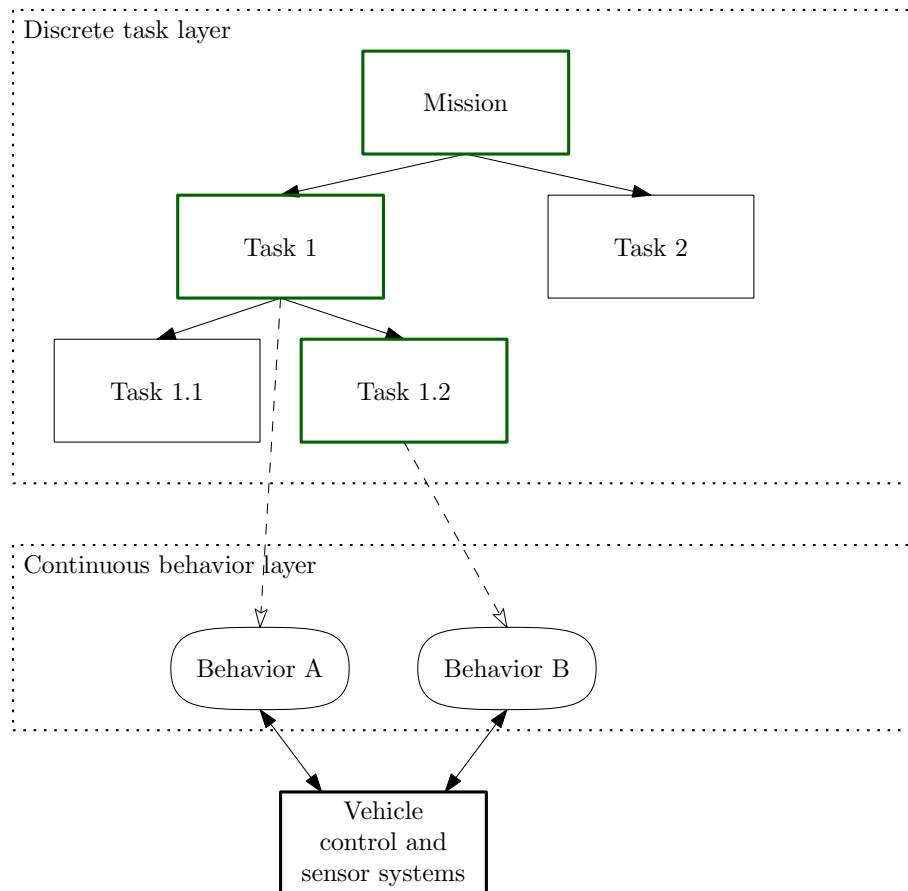 Discrete task layer
Mission
Task 1
Task 2
Task 1.1
Task 1.2
Continuous behavior layer
Behavior A
Behavior B
Vehicle
control and
sensor systems